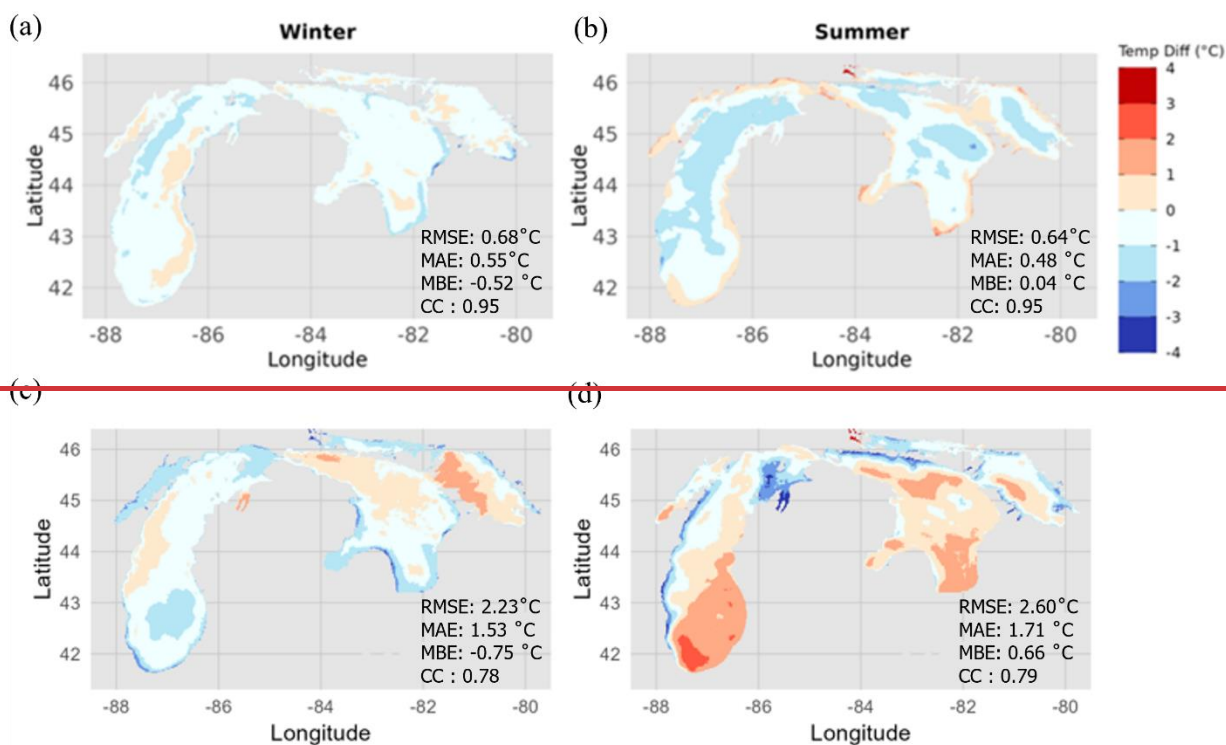 (a)
Winter
(b)
Summer
Temp Diff (°C)
Latitude
46
45
44
43
42
RMSE: 0.68°C
MAE: 0.55°C
MBE: -0.52 °C
CC : 0.95
-88
-86
-84
-82
-80
Longitude
Latitude
46
45
44
43
42
RMSE: 0.64°C
MAE: 0.48 °C
MBE: 0.04 °C
CC: 0.95
-88
-86
-84
-82
-80
Longitude
4
3
2
1
0
-1
-2
-3
-4
(c)
(d)
Latitude
46
45
44
43
42
RMSE: 2.23°C
MAE: 1.53 °C
MBE: -0.75 °C
CC : 0.78
-88
-86
-84
-82
-80
Longitude
Latitude
46
45
44
43
42
RMSE: 2.60°C
MAE: 1.71 °C
MBE: 0.66 °C
CC : 0.79
-88
-86
-84
-82
-80
Longitude